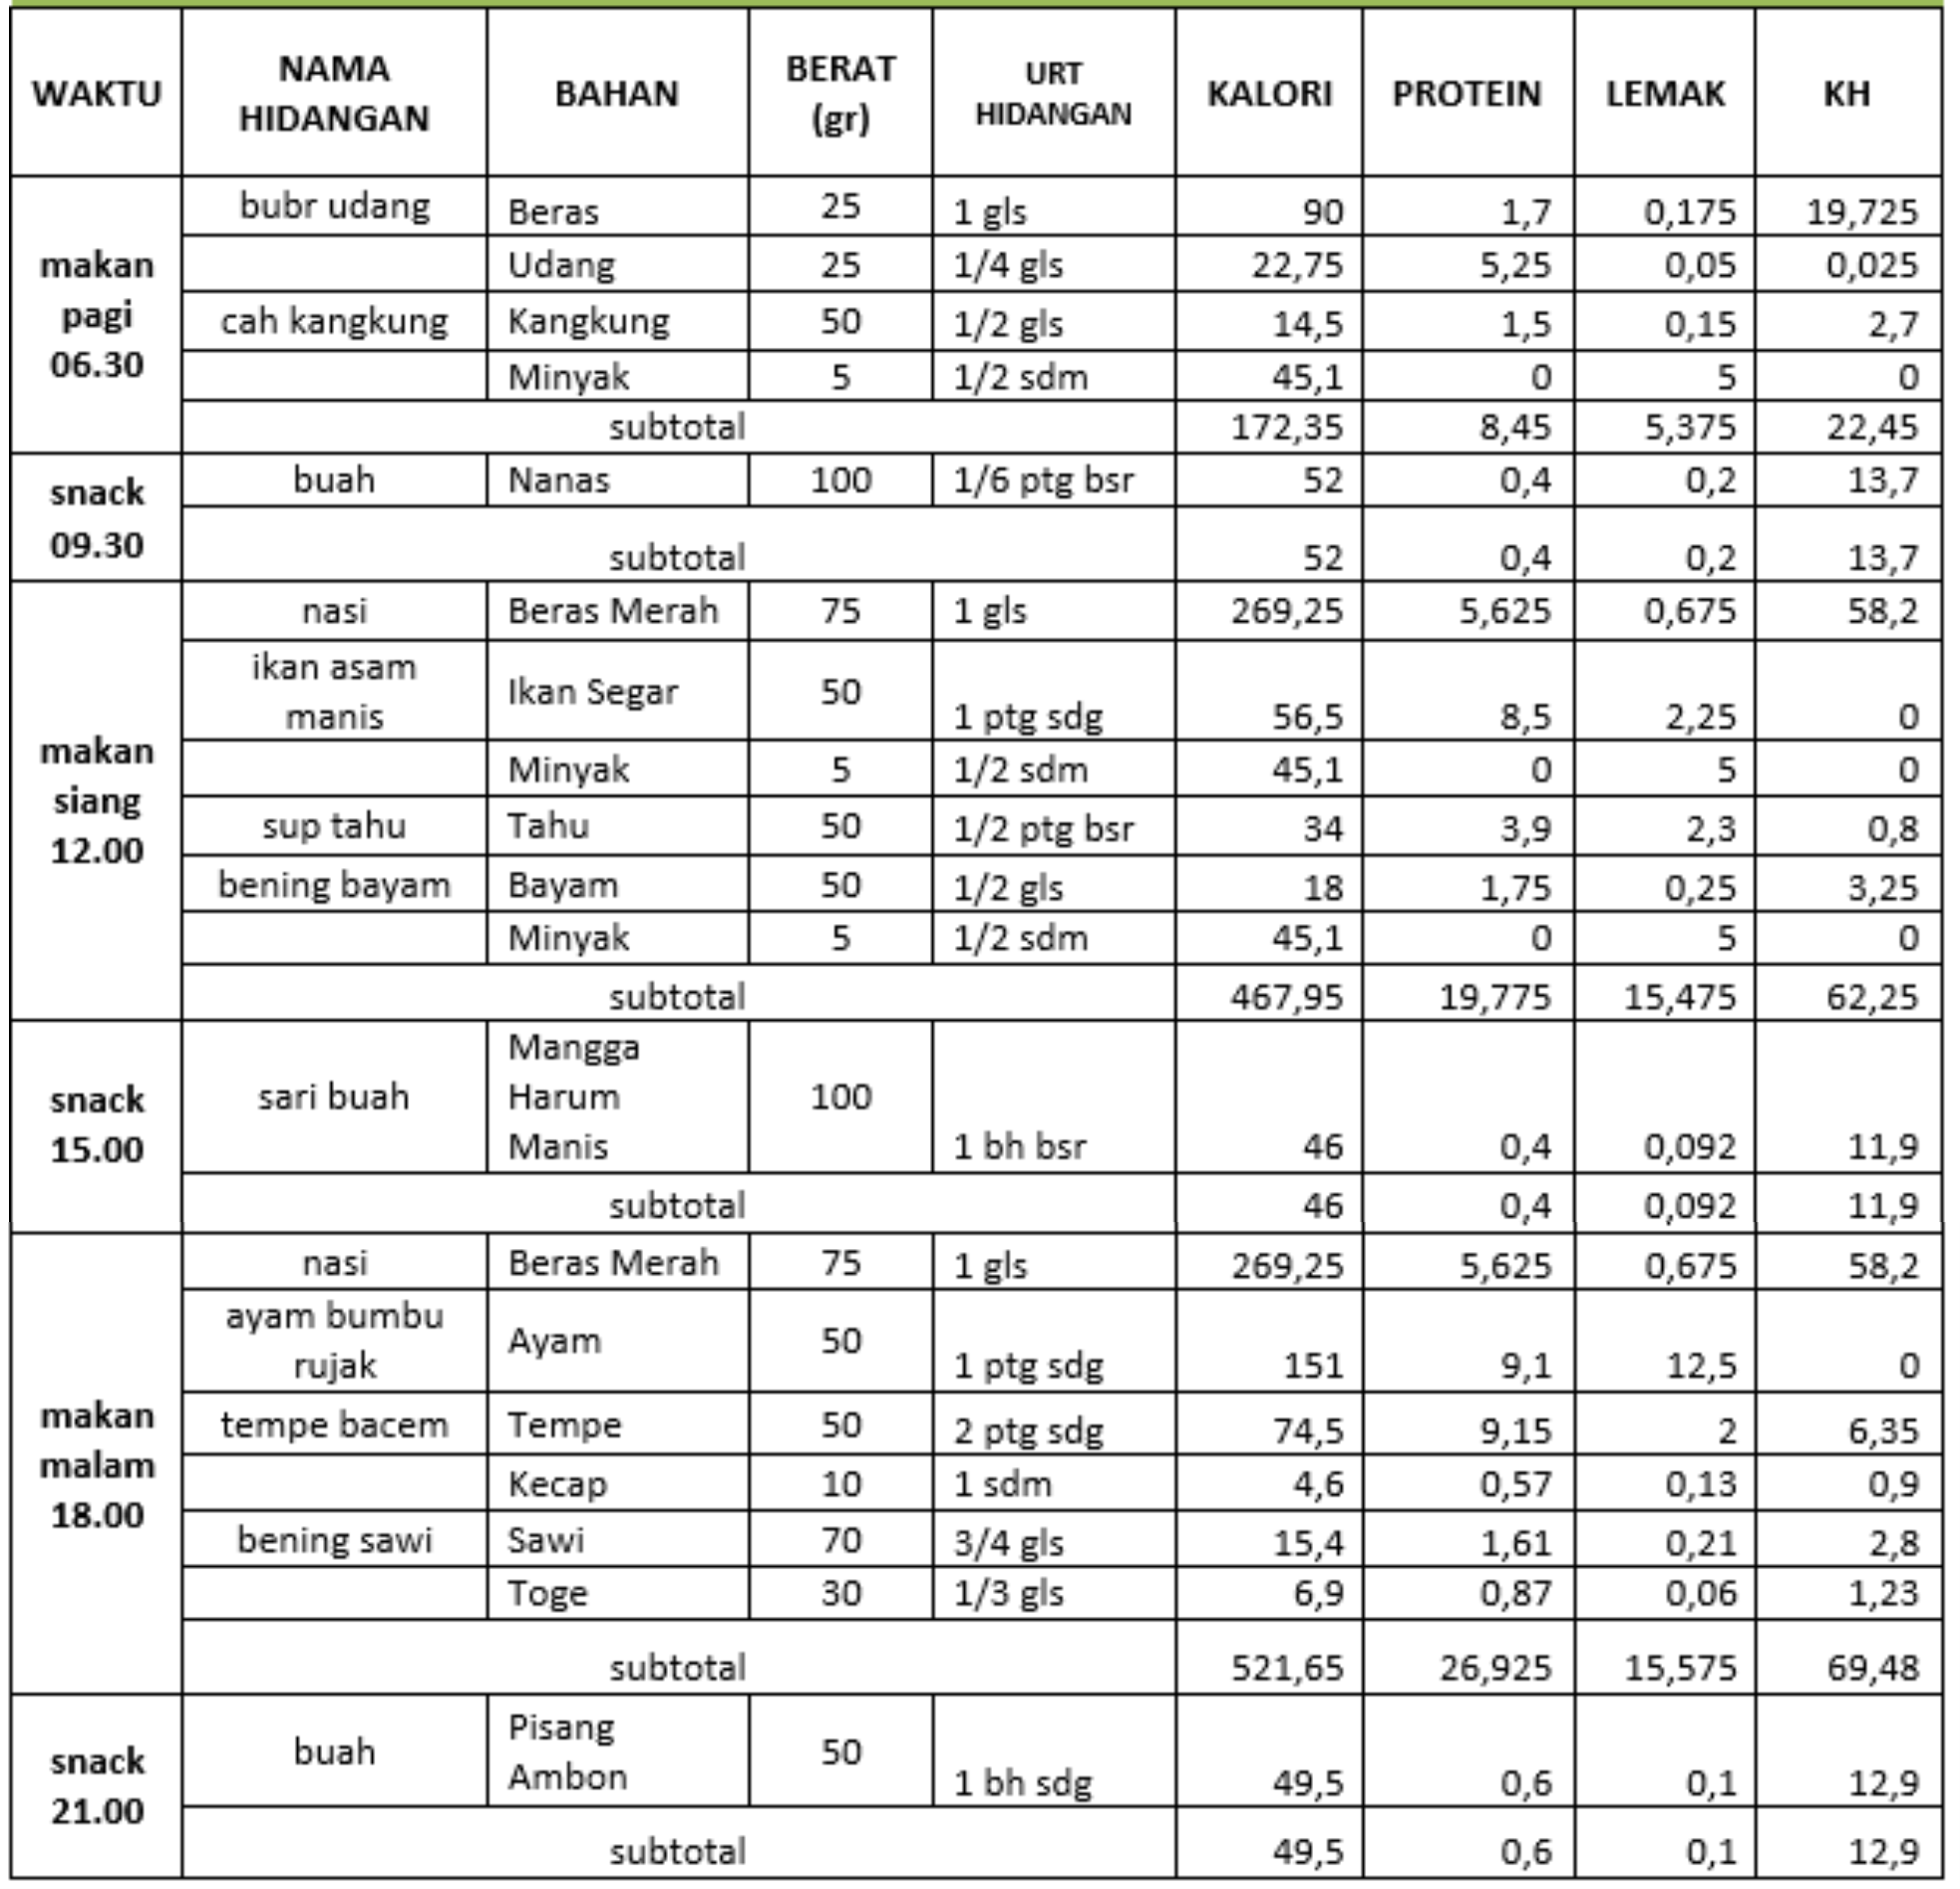 WAKTU NAMA HIDANGAN BAHAN BERAT (gr) URT HIDANGAN KALORI PROTEIN LEMAK KH
makan pagi 06.30
bubr udang Beras 25 1 gls 90 1,7 0,175 19,725
Udang 25 1/4 gls 22,75 5,25 0,05 0,025
cah kangkung Kangkung 50 1/2 gls 14,5 1,5 0,15 2,7
Minyak 5 1/2 sdm 45,1 0 5 0
subtotal 172,35 8,45 5,375 22,45
snack 09.30
buah Nanas 100 1/6 ptg bsr 52 0,4 0,2 13,7
subtotal 52 0,4 0,2 13,7
makan siang 12.00
nasi Beras Merah 75 1 gls 269,25 5,625 0,675 58,2
ikan asam manis Ikan Segar 50 1 ptg sdg 56,5 8,5 2,25 0
Minyak 5 1/2 sdm 45,1 0 5 0
sup tahu Tahu 50 1/2 ptg bsr 34 3,9 2,3 0,8
bening bayam Bayam 50 1/2 gls 18 1,75 0,25 3,25
Minyak 5 1/2 sdm 45,1 0 5 0
subtotal 467,95 19,775 15,475 62,25
snack 15.00
sari buah Mangga Harum Manis 100 1 bh bsr 46 0,4 0,092 11,9
subtotal 46 0,4 0,092 11,9
makan malam 18.00
nasi Beras Merah 75 1 gls 269,25 5,625 0,675 58,2
ayam bumbu rujak Ayam 50 1 ptg sdg 151 9,1 12,5 0
tempe bacem Tempe 50 2 ptg sdg 74,5 9,15 2 6,35
Kecap 10 1 sdm 4,6 0,57 0,13 0,9
bening sawi Sawi 70 3/4 gls 15,4 1,61 0,21 2,8
Toge 30 1/3 gls 6,9 0,87 0,06 1,23
subtotal 521,65 26,925 15,575 69,48
snack 21.00
buah Pisang Ambon 50 1 bh sdg 49,5 0,6 0,1 12,9
subtotal 49,5 0,6 0,1 12,9